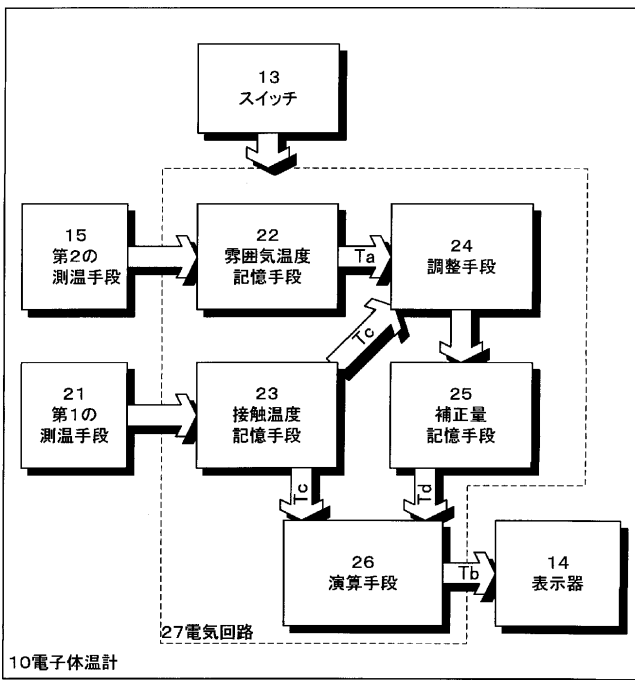 13
スイッチ
15
第2の
測温手段
22
雰囲気温度
記憶手段
Ta
24
調整手段
Tc
21
第1の
測温手段
23
接触温度
記憶手段
25
補正量
記憶手段
Tc
Td
26
演算手段
Tb
14
表示器
27電気回路
10電子体温計